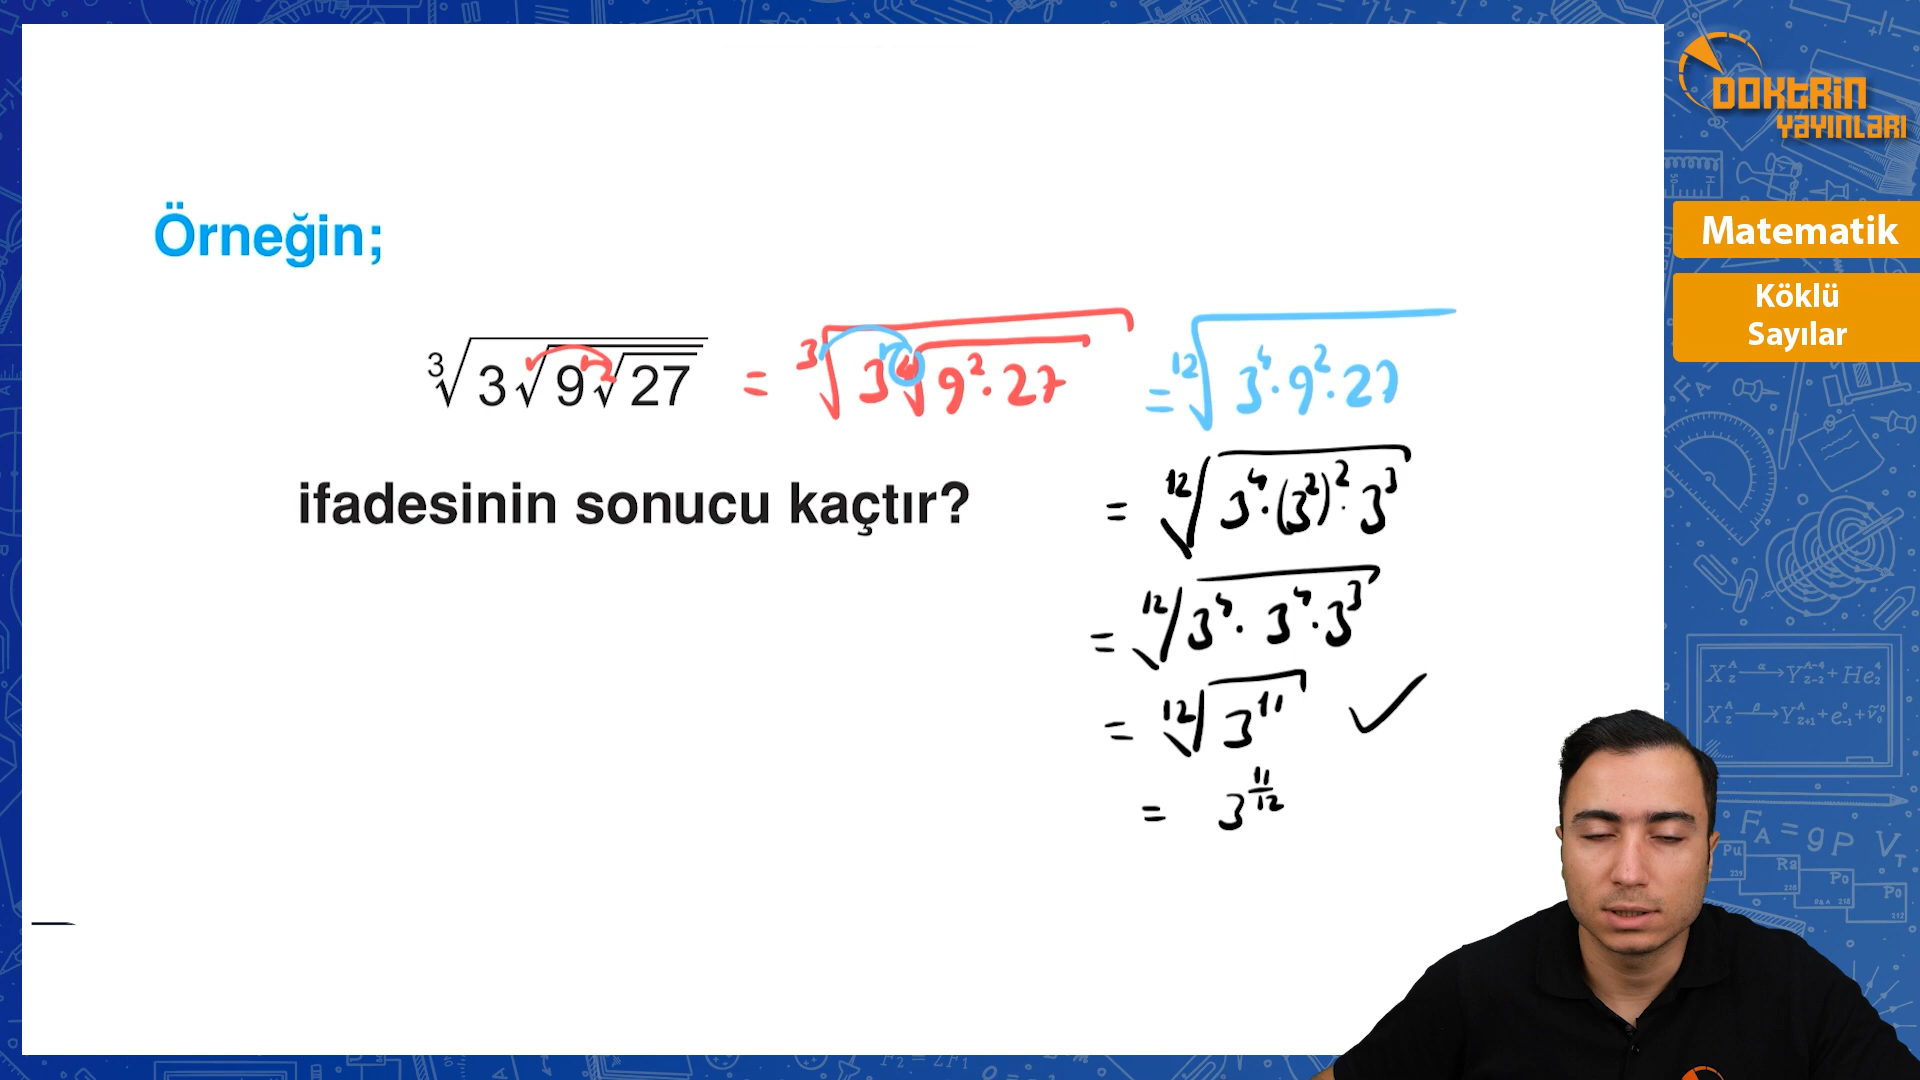 DOKTRİN
YAYINLARI
Matematik
Köklü
Sayılar
Örneğin;
∛(3√(9√27)) = ∛(3 ∜(9²·27)) = ¹²√(3⁴·9²·27)
ifadesinin sonucu kaçtır?
= ¹²√(3⁴·(3²)²·3³)
= ¹²√(3⁴·3⁴·3³)
= ¹²√(3¹¹) ✓
= 3^(11/12)